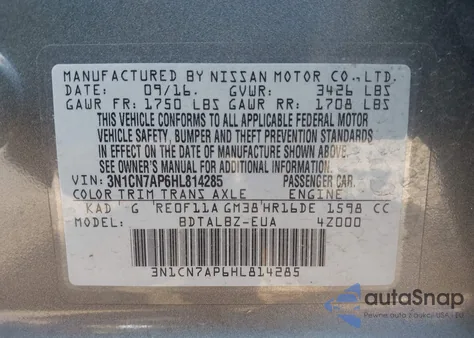 MANUFACTURED BY NISSAN MOTOR CO., LTD.
DATE: 09/16. GVWR: 3426 LBS
GAWR FR: 1750 LBS GAWR RR: 1708 LBS
THIS VEHICLE CONFORMS TO ALL APPLICABLE FEDERAL MOTOR
VEHICLE SAFETY, BUMPER AND THEFT PREVENTION STANDARDS
IN EFFECT ON THE DATE OF MANUFACTURE SHOWN ABOVE.
SEE OWNER'S MANUAL FOR ADDITIONAL INFORMATION.
VIN: 3N1CN7AP6HL814285 PASSENGER CAR.
COLOR TRIM TRANS AXLE ENGINE
KAD G RE0F11A GM38 HR16DE 1598 CC
MODEL: BDTALBZ-EUA 4Z000
3N1CN7AP6HL814285
autoSnap